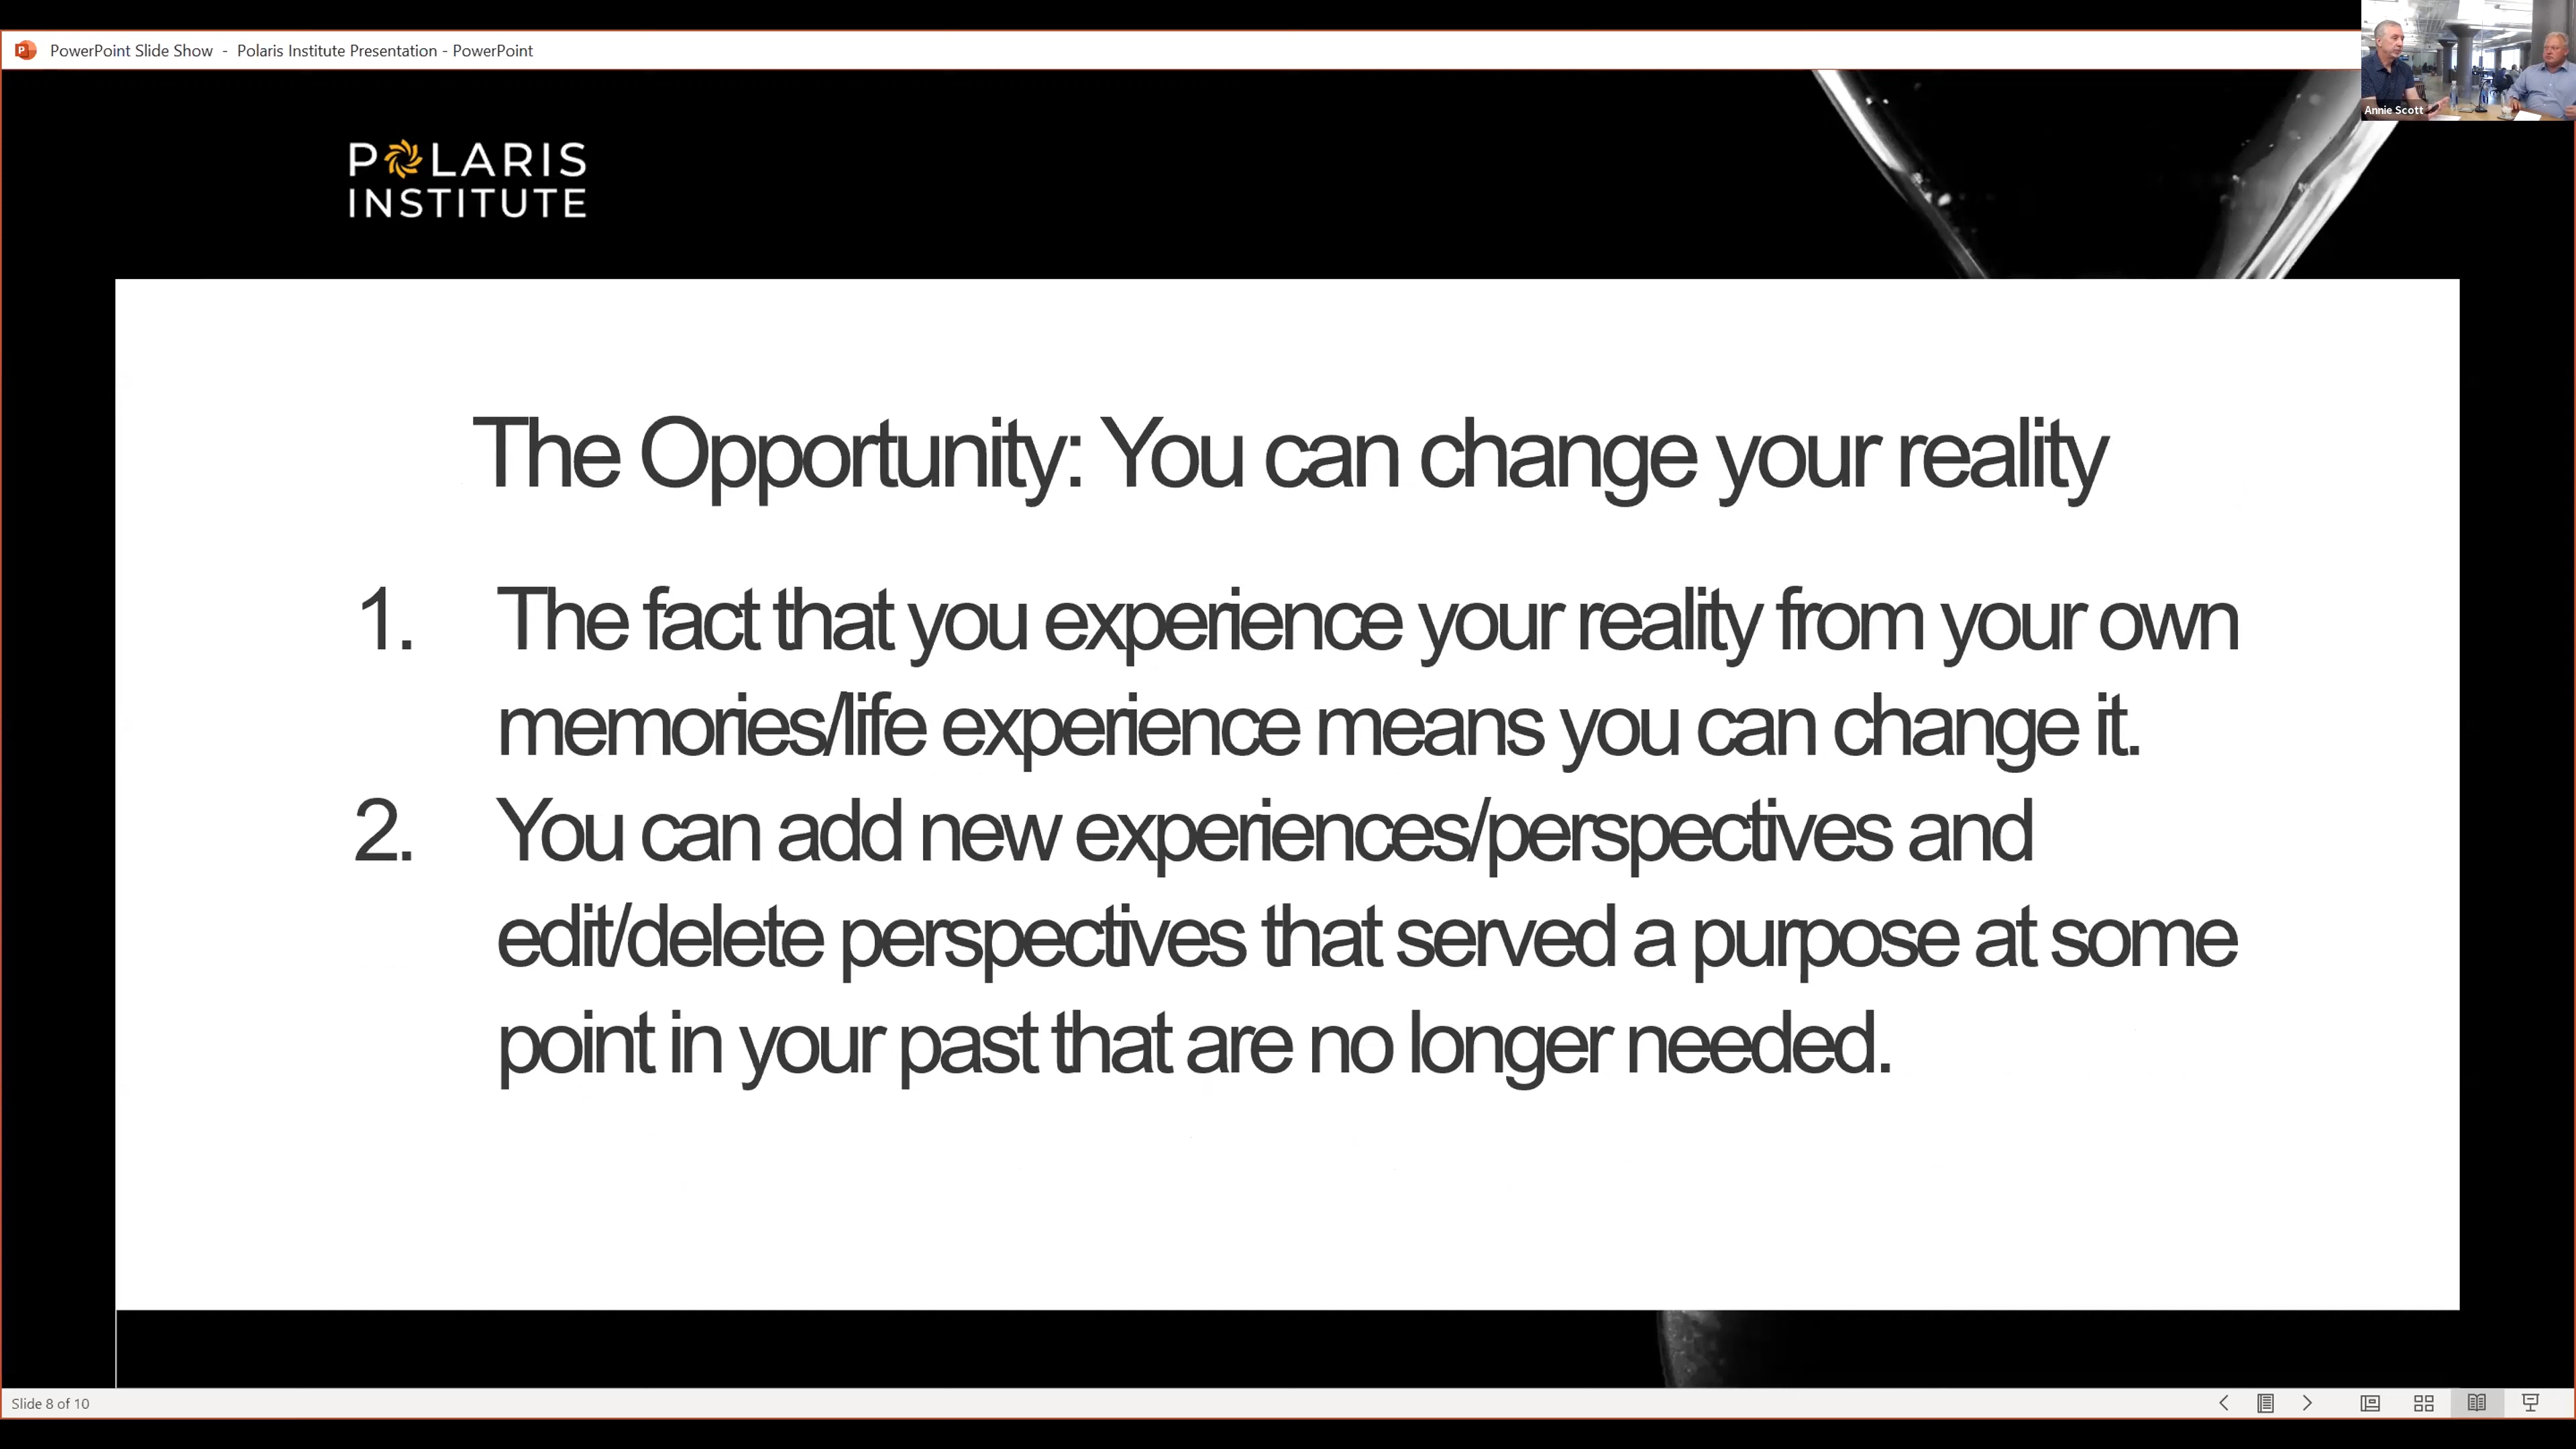 PowerPoint Slide Show - Polaris Institute Presentation - PowerPoint
Annie Scott
POLARIS
INSTITUTE
The Opportunity: You can change your reality
1. The fact that you experience your reality from your own
memories/life experience means you can change it.
2. You can add new experiences/perspectives and
edit/delete perspectives that served a purpose at some
point in your past that are no longer needed.
Slide 8 of 10